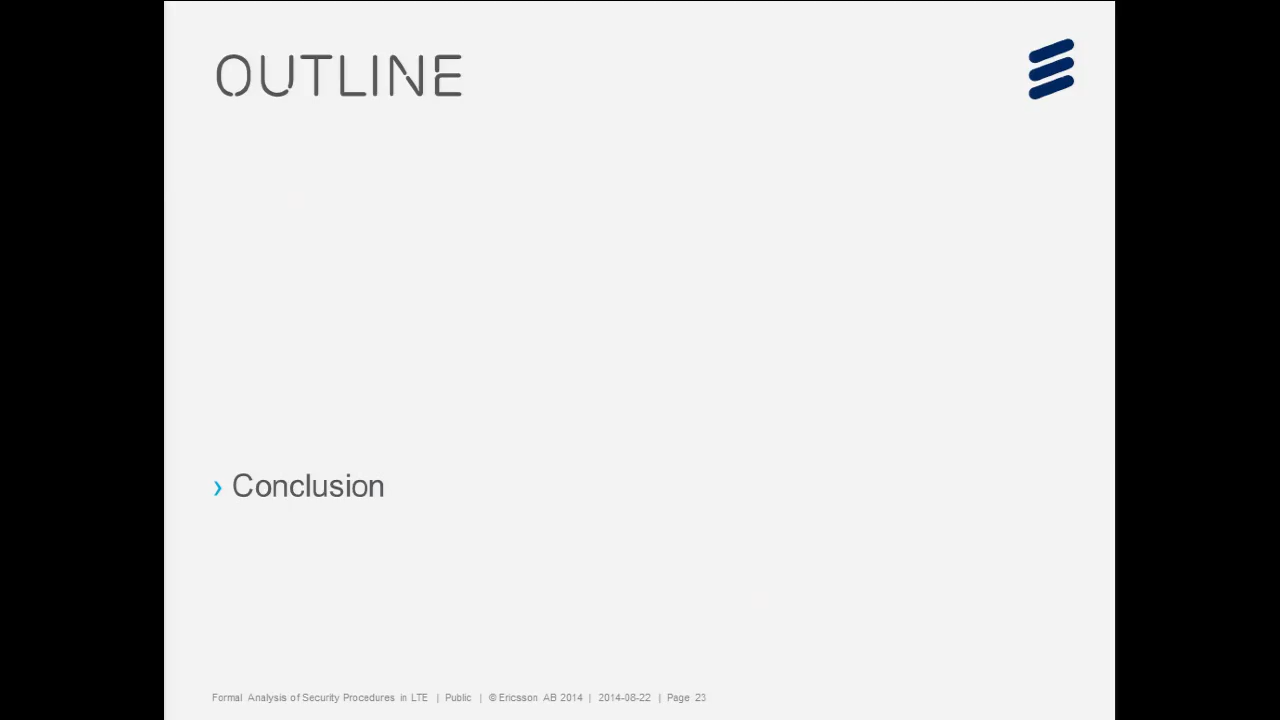 OUTLINE
› Conclusion
Formal Analysis of Security Procedures in LTE | Public | © Ericsson AB 2014 | 2014-08-22 | Page 23